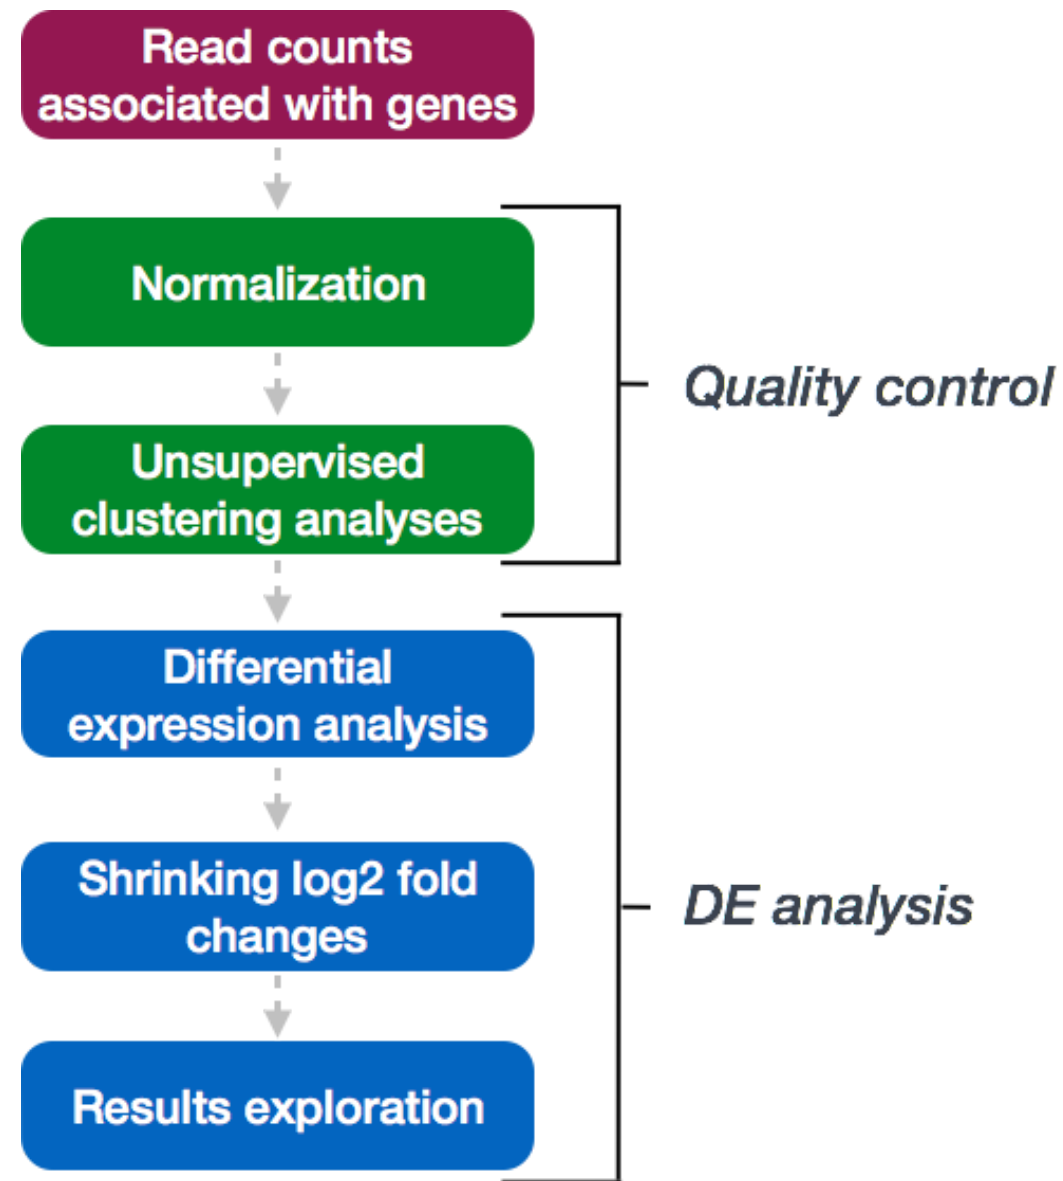 Read counts
associated with genes
Normalization
Quality control
Unsupervised
clustering analyses
Differential
expression analysis
Shrinking log2 fold
changes
DE analysis
Results exploration